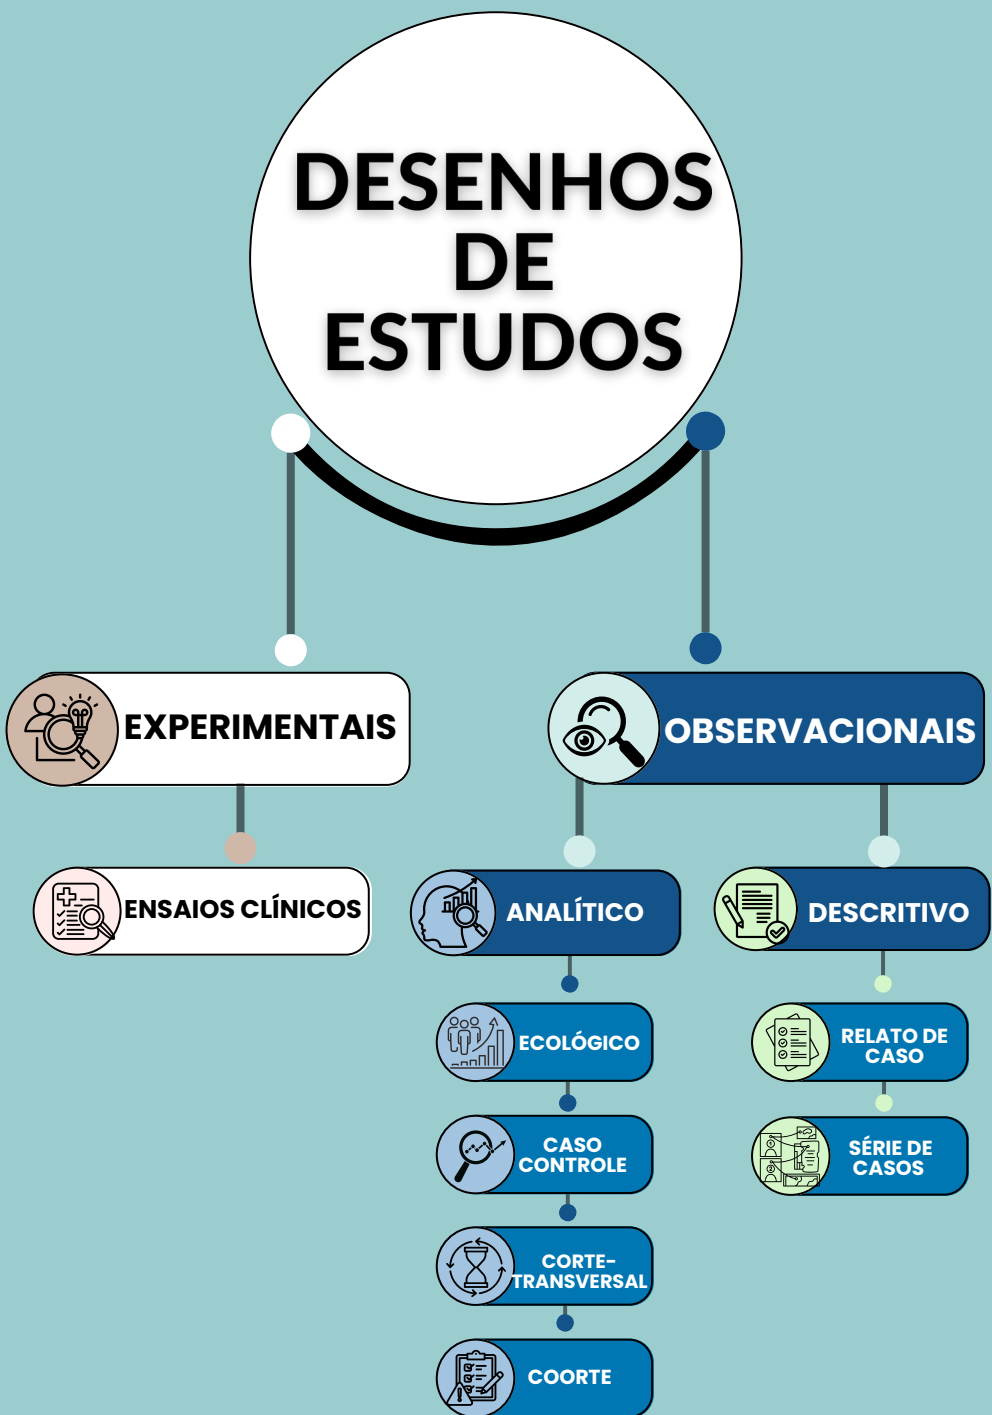 DESENHOS
DE
ESTUDOS
EXPERIMENTAIS
OBSERVACIONAIS
ENSAIOS CLÍNICOS
ANALÍTICO
DESCRITIVO
ECOLÓGICO
RELATO DE
CASO
CASO
CONTROLE
SÉRIE DE
CASOS
CORTE-
TRANSVERSAL
COORTE